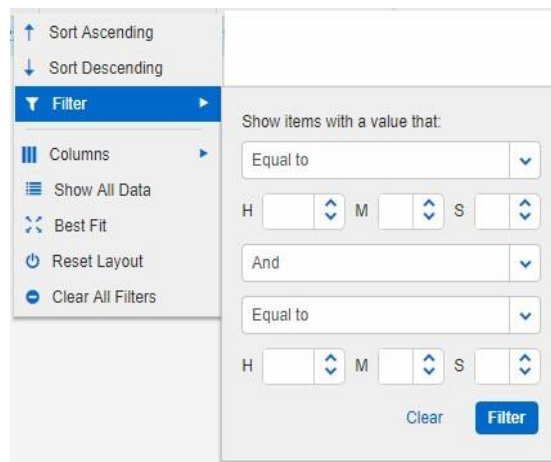 Sort Ascending
Sort Descending
Filter
Columns
Show All Data
Best Fit
Reset Layout
Clear All Filters
Show items with a value that:
Equal to
H M S
And
Equal to
H M S
Clear Filter